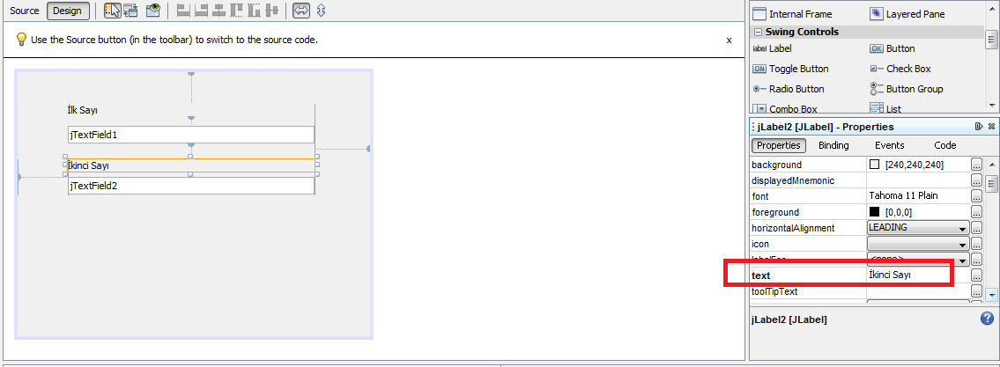 Source Design
Use the Source button (in the toolbar) to switch to the source code. x
İlk Sayı
jTextField1
İkinci Sayı
jTextField2
Internal Frame Layered Pane
Swing Controls
label Label OK Button
ON Toggle Button Check Box
Radio Button Button Group
Combo Box List
jLabel2 [JLabel] - Properties
Properties Binding Events Code
background [240,240,240] ...
displayedMnemonic ...
font Tahoma 11 Plain ...
foreground [0,0,0] ...
horizontalAlignment LEADING ...
icon ...
labelFor <none> ...
text İkinci Sayı ...
toolTipText ...
jLabel2 [JLabel] ?